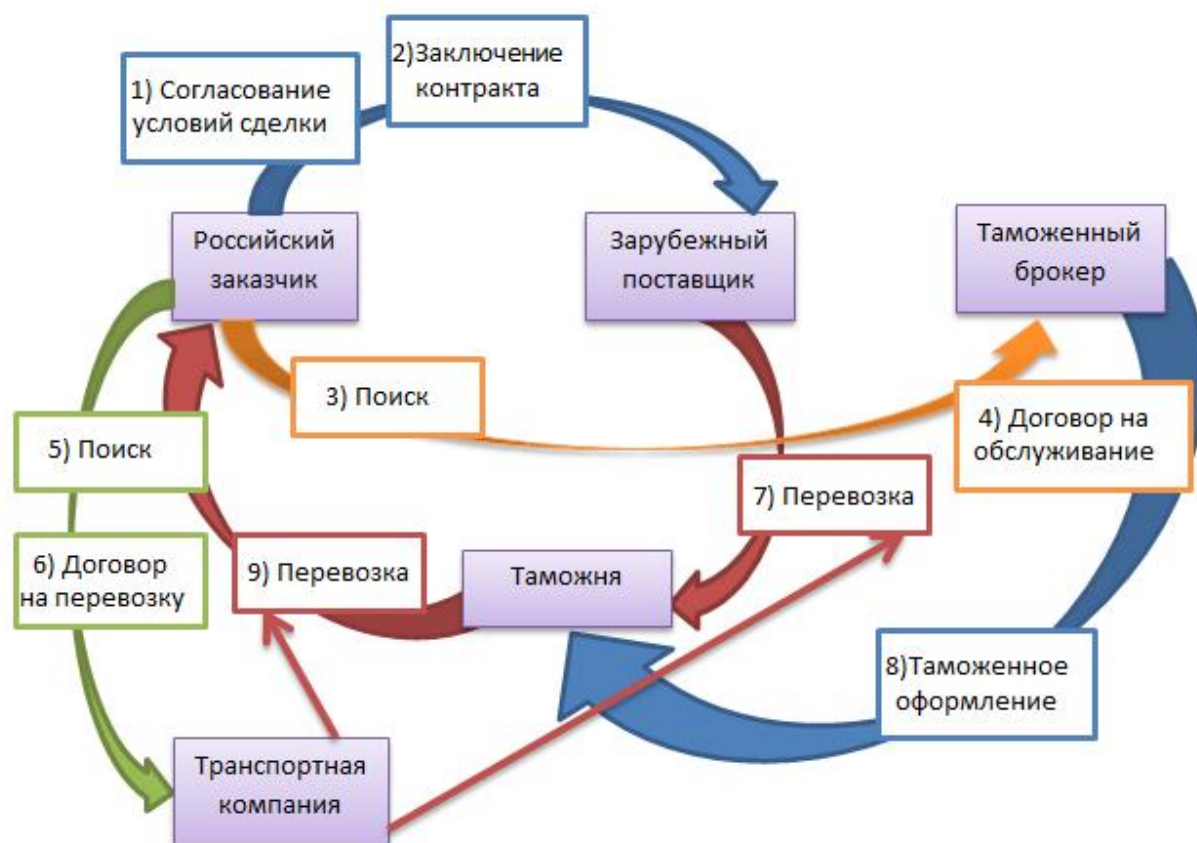 2)Заключение
контракта
1) Согласование
условий сделки
Российский
заказчик
Зарубежный
поставщик
Таможенный
брокер
3) Поиск
4) Договор на
обслуживание
5) Поиск
7) Перевозка
6) Договор
на перевозку
9) Перевозка
Таможня
8)Таможенное
оформление
Транспортная
компания